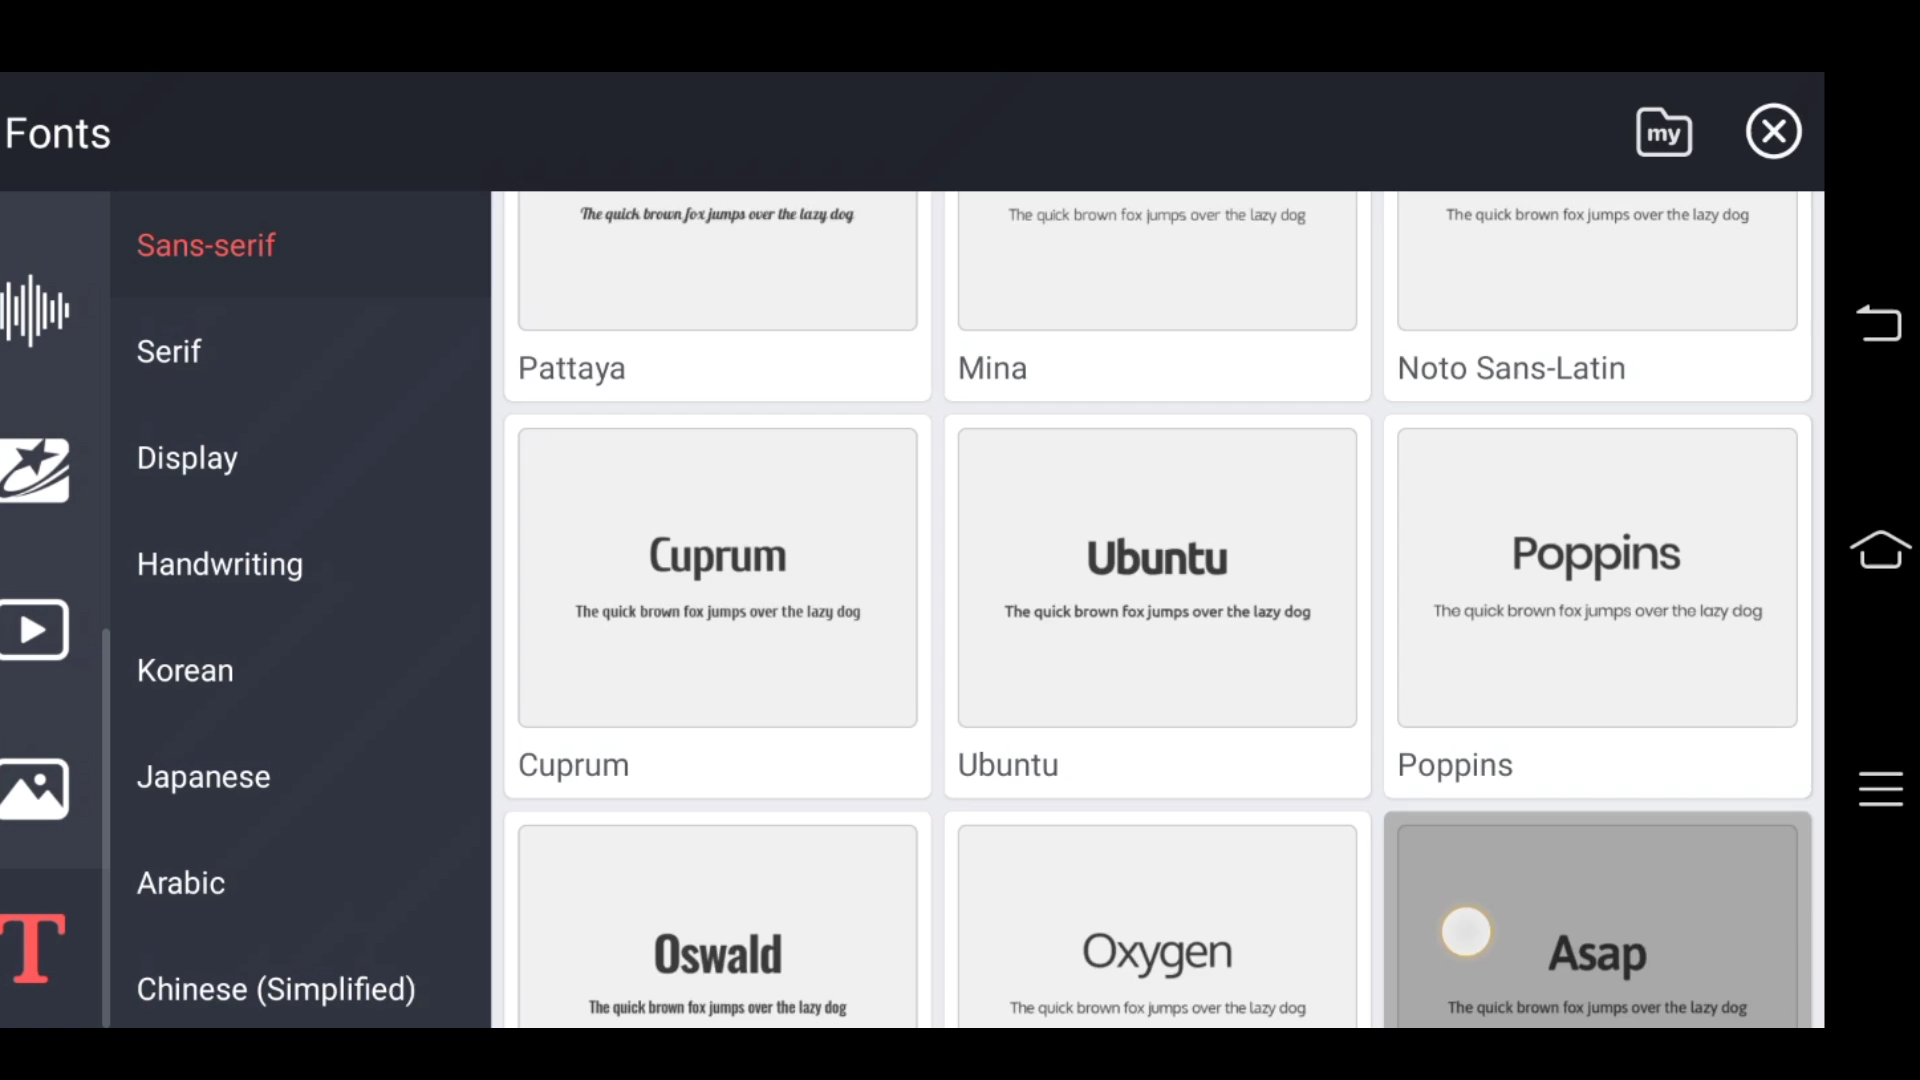 Fonts
my
Sans-serif
Serif
Display
Handwriting
Korean
Japanese
Arabic
Chinese (Simplified)
The quick brown fox jumps over the lazy dog
The quick brown fox jumps over the lazy dog
The quick brown fox jumps over the lazy dog
Pattaya
Mina
Noto Sans-Latin
Cuprum
The quick brown fox jumps over the lazy dog
Ubuntu
The quick brown fox jumps over the lazy dog
Poppins
The quick brown fox jumps over the lazy dog
Cuprum
Ubuntu
Poppins
Oswald
The quick brown fox jumps over the lazy dog
Oxygen
The quick brown fox jumps over the lazy dog
Asap
The quick brown fox jumps over the lazy dog
T